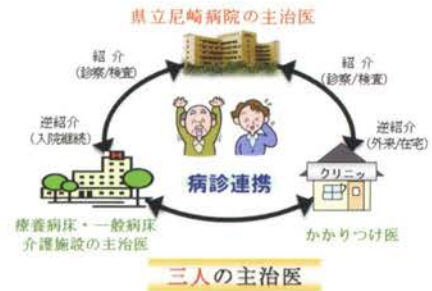 県立尼崎病院の主治医
紹介
(診察/検査)
紹介
(診察/検査)
逆紹介
(入院継続)
逆紹介
(外来/在宅)
クリニッ
病診連携
療養病床・一般病床
介護施設の主治医
かかりつけ医
三人の主治医